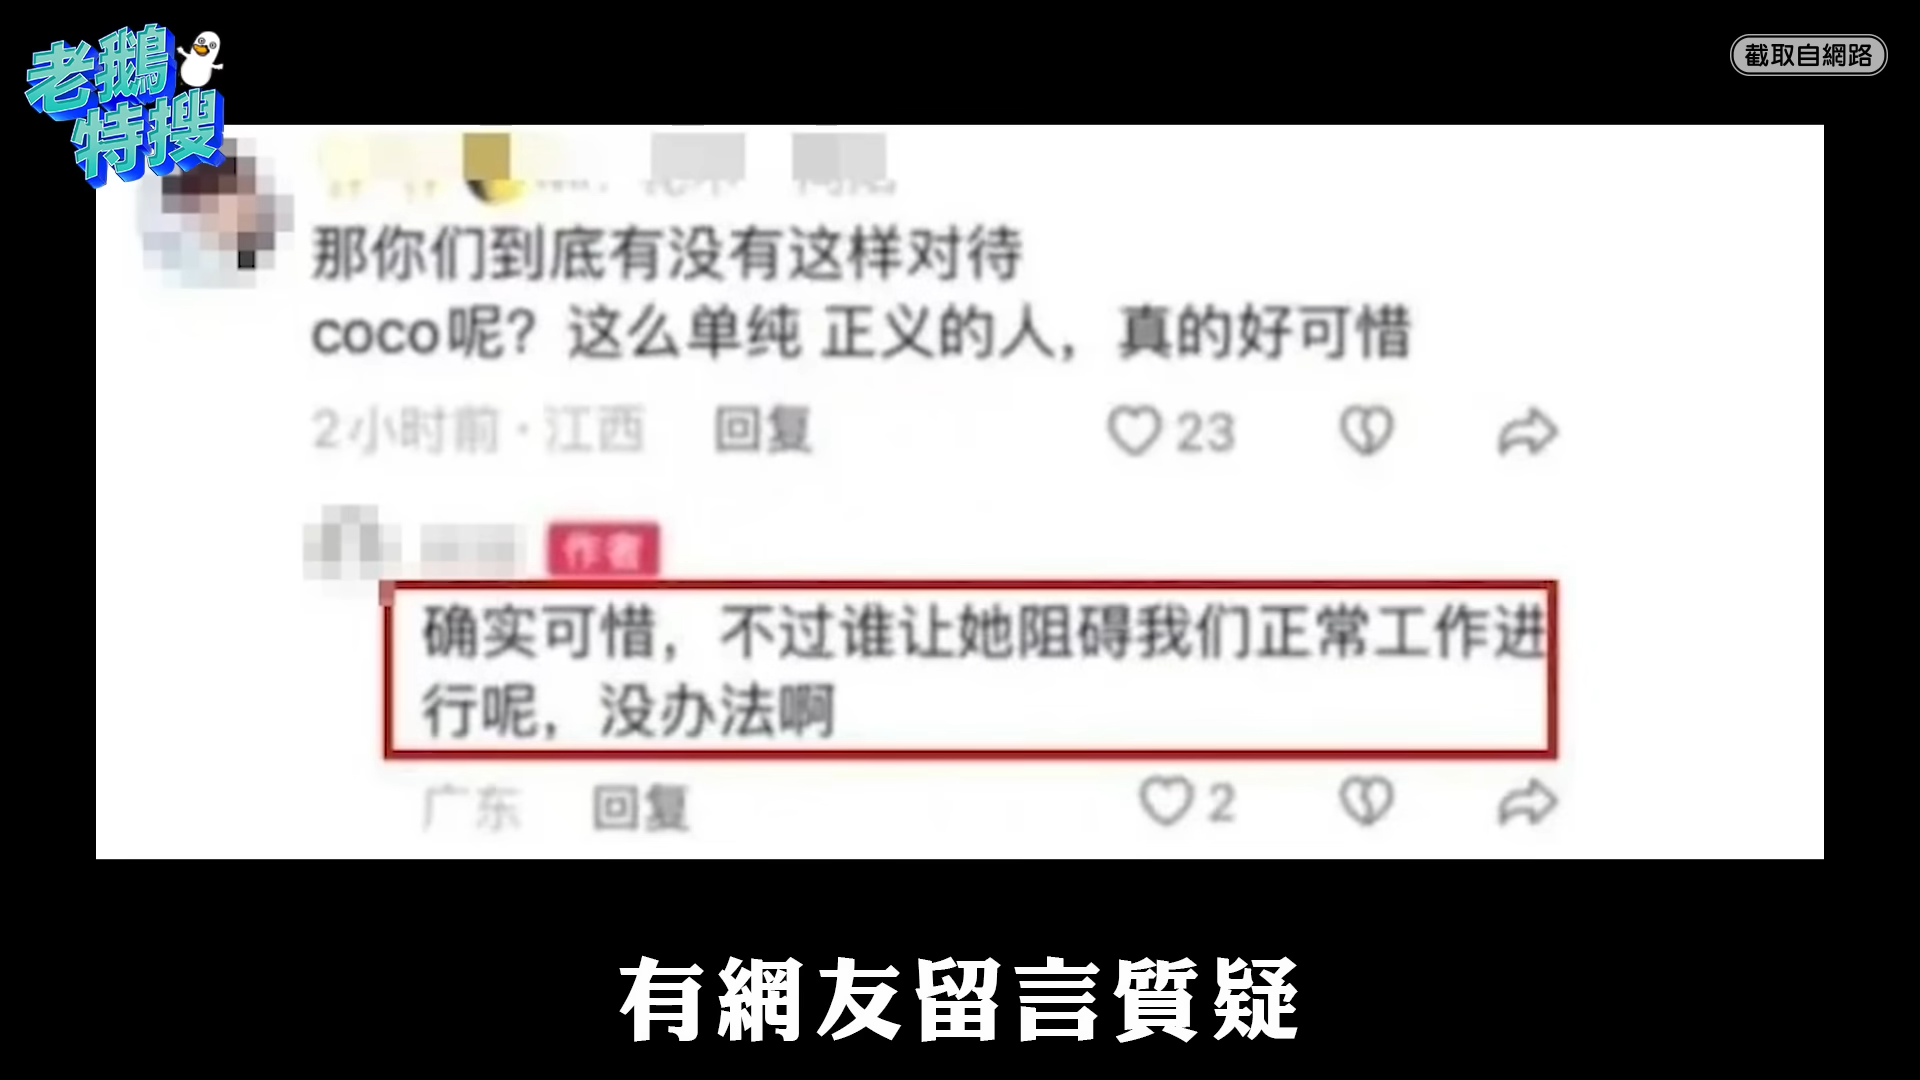 老鵝
特搜
截取自網路
那你们到底有没有这样对待
coco呢？这么单纯 正义的人，真的好可惜
2小时前·江西 回复 23
作者
确实可惜，不过谁让她阻碍我们正常工作进
行呢，没办法啊
广东 回复 2
有網友留言質疑